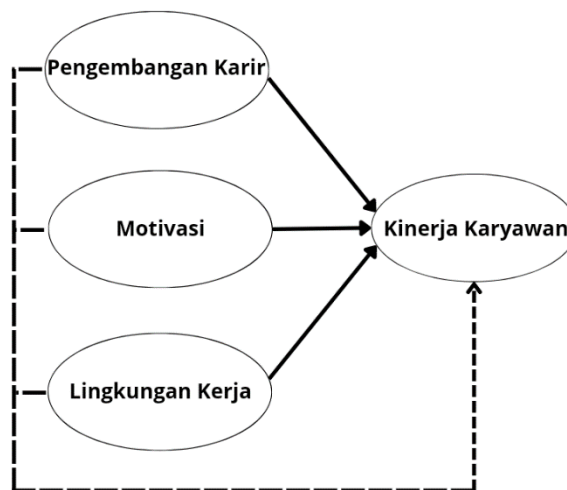 Pengembangan Karir
Motivasi
Kinerja Karyawan
Lingkungan Kerja